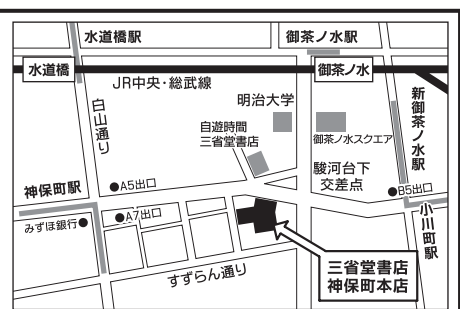 水道橋駅
御茶ノ水駅
水道橋
御茶ノ水
JR中央・総武線
白山通り
明治大学
新御茶ノ水駅
自遊時間
三省堂書店
御茶ノ水スクエア
駿河台下
交差点
神保町駅
●A5出口
●B5出口
●A7出口
みずほ銀行●
小川町駅
すずらん通り
三省堂書店
神保町本店